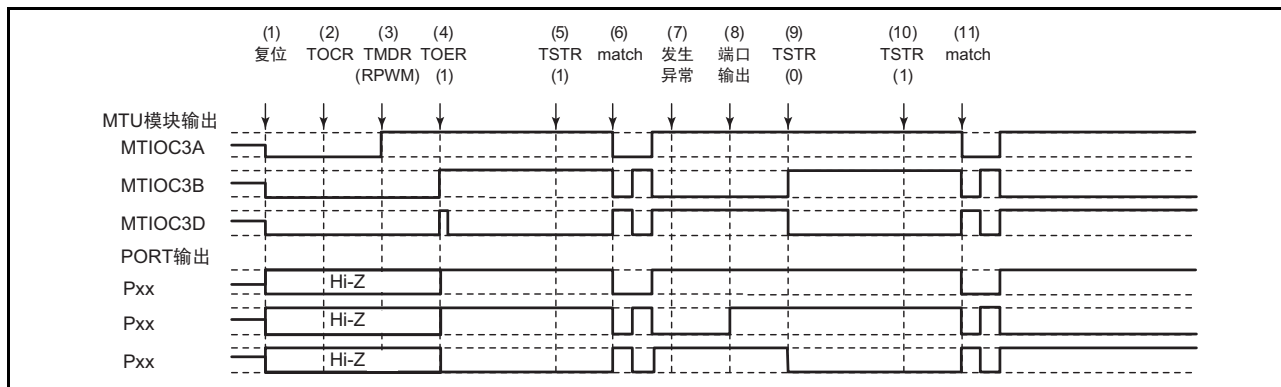 (1) (2) (3) (4) (5) (6) (7) (8) (9) (10) (11)
复位 TOCR TMDR TOER TSTR match 发生 端口 TSTR TSTR match
(RPWM) (1) (1) 异常 输出 (0) (1)
MTU模块输出
MTIOC3A
MTIOC3B
MTIOC3D
PORT输出
Pxx Hi-Z
Pxx Hi-Z
Pxx Hi-Z